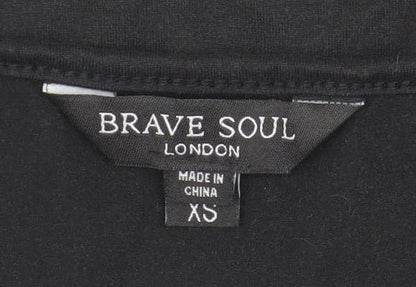 BRAVE SOUL
LONDON
MADE IN
CHINA
XS